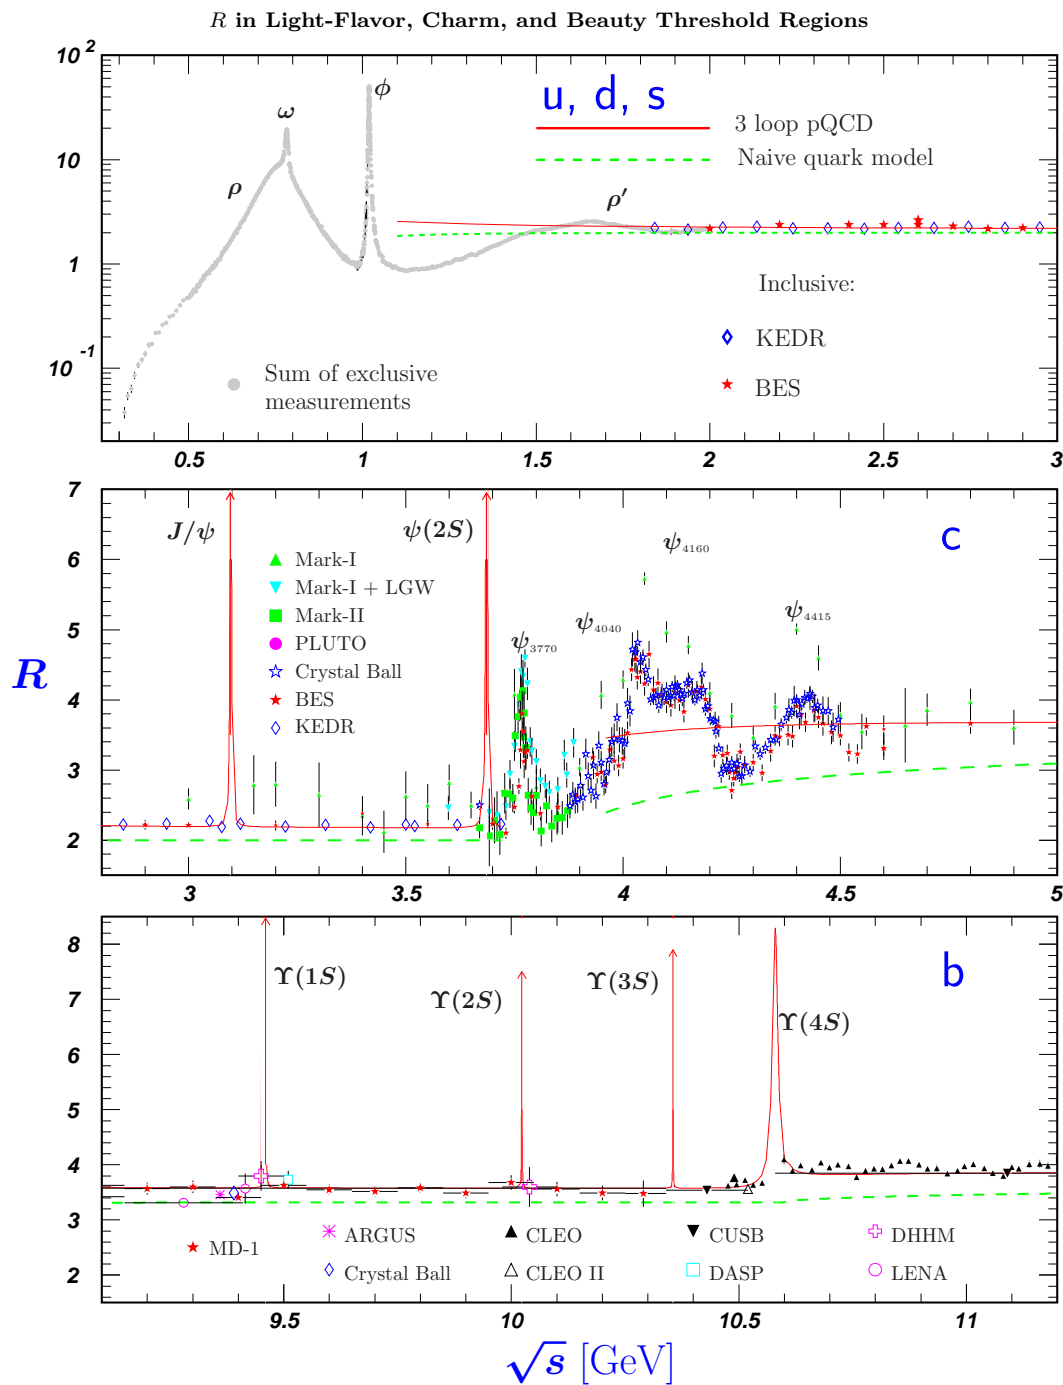 R in Light-Flavor, Charm, and Beauty Threshold Regions
10 2
ϕ
u, d, s
ω
3 loop pQCD
10
Naive quark model
ρ
ρ′
1
Inclusive:
KEDR
10 -1
Sum of exclusive
measurements
BES
0.5 1 1.5 2 2.5 3
7
J/ψ
ψ(2S)
c
ψ4160
6
Mark-I
Mark-I + LGW
Mark-II
5
ψ4040
ψ4415
ψ3770
PLUTO
R
Crystal Ball
4
BES
KEDR
3
2
3 3.5 4 4.5 5
8
Υ(1S)
Υ(2S)
Υ(3S)
b
7
Υ(4S)
6
5
4
3
MD-1
ARGUS
CLEO
CUSB
DHHM
Crystal Ball
CLEO II
DASP
LENA
2
9.5 10 10.5 11
√s [GeV]